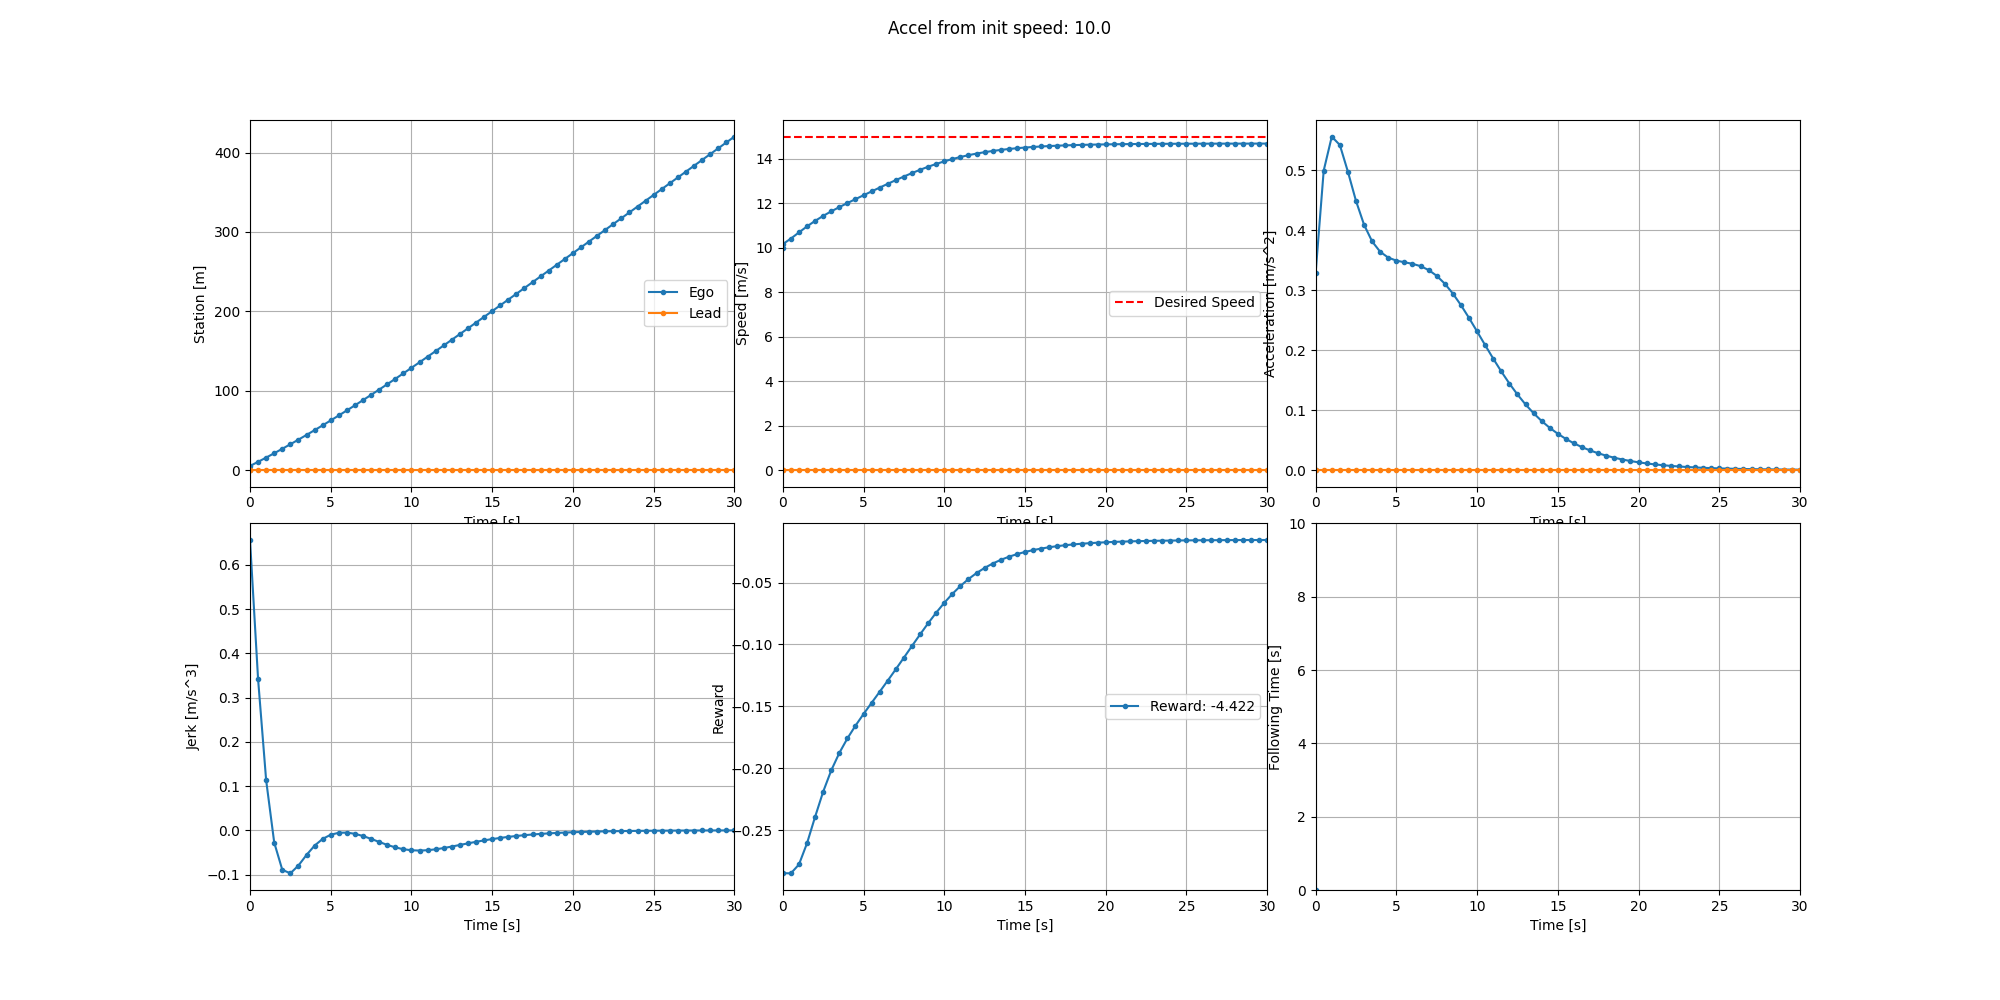 Accel from init speed: 10.0
Station [m]
400
300
200
100
0
0 5 10 15 20 25 30
Time [s]
Ego
Lead
Speed [m/s]
14
12
10
8
6
4
2
0
0 5 10 15 20 25 30
Time [s]
Desired Speed
Acceleration [m/s^2]
0.5
0.4
0.3
0.2
0.1
0.0
0 5 10 15 20 25 30
Time [s]
Jerk [m/s^3]
0.6
0.5
0.4
0.3
0.2
0.1
0.0
−0.1
0 5 10 15 20 25 30
Time [s]
Reward
−0.05
−0.10
−0.15
−0.20
−0.25
0 5 10 15 20 25 30
Time [s]
Reward: -4.422
Following Time [s]
10
8
6
4
2
0
0 5 10 15 20 25 30
Time [s]